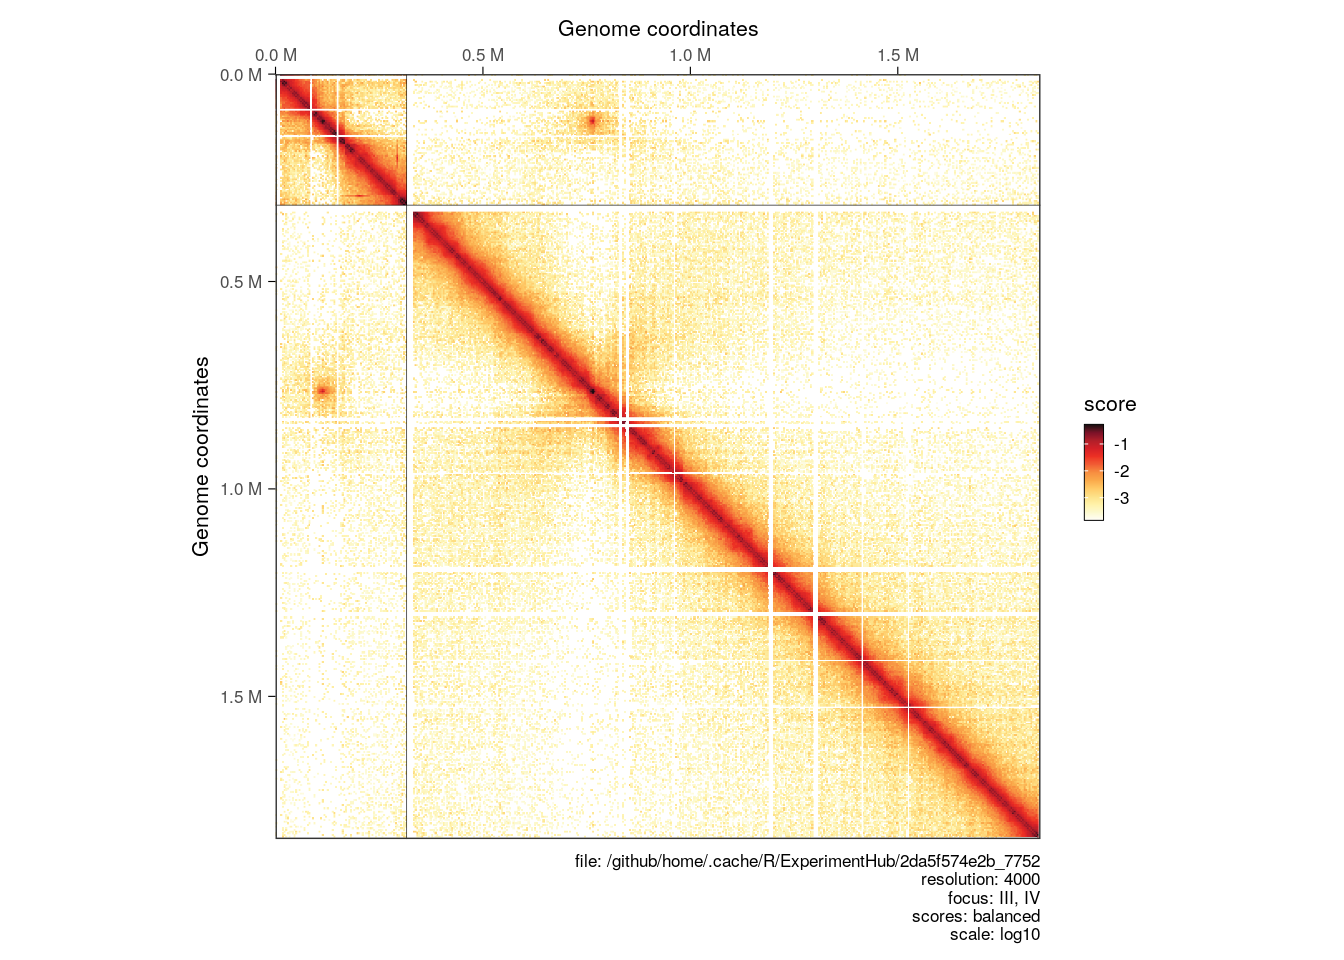 Genome coordinates
0.0 M 0.5 M 1.0 M 1.5 M
0.0 M
0.5 M
1.0 M
1.5 M
Genome coordinates
score
-1
-2
-3
file: /github/home/.cache/R/ExperimentHub/2da5f574e2b_7752
resolution: 4000
focus: III, IV
scores: balanced
scale: log10